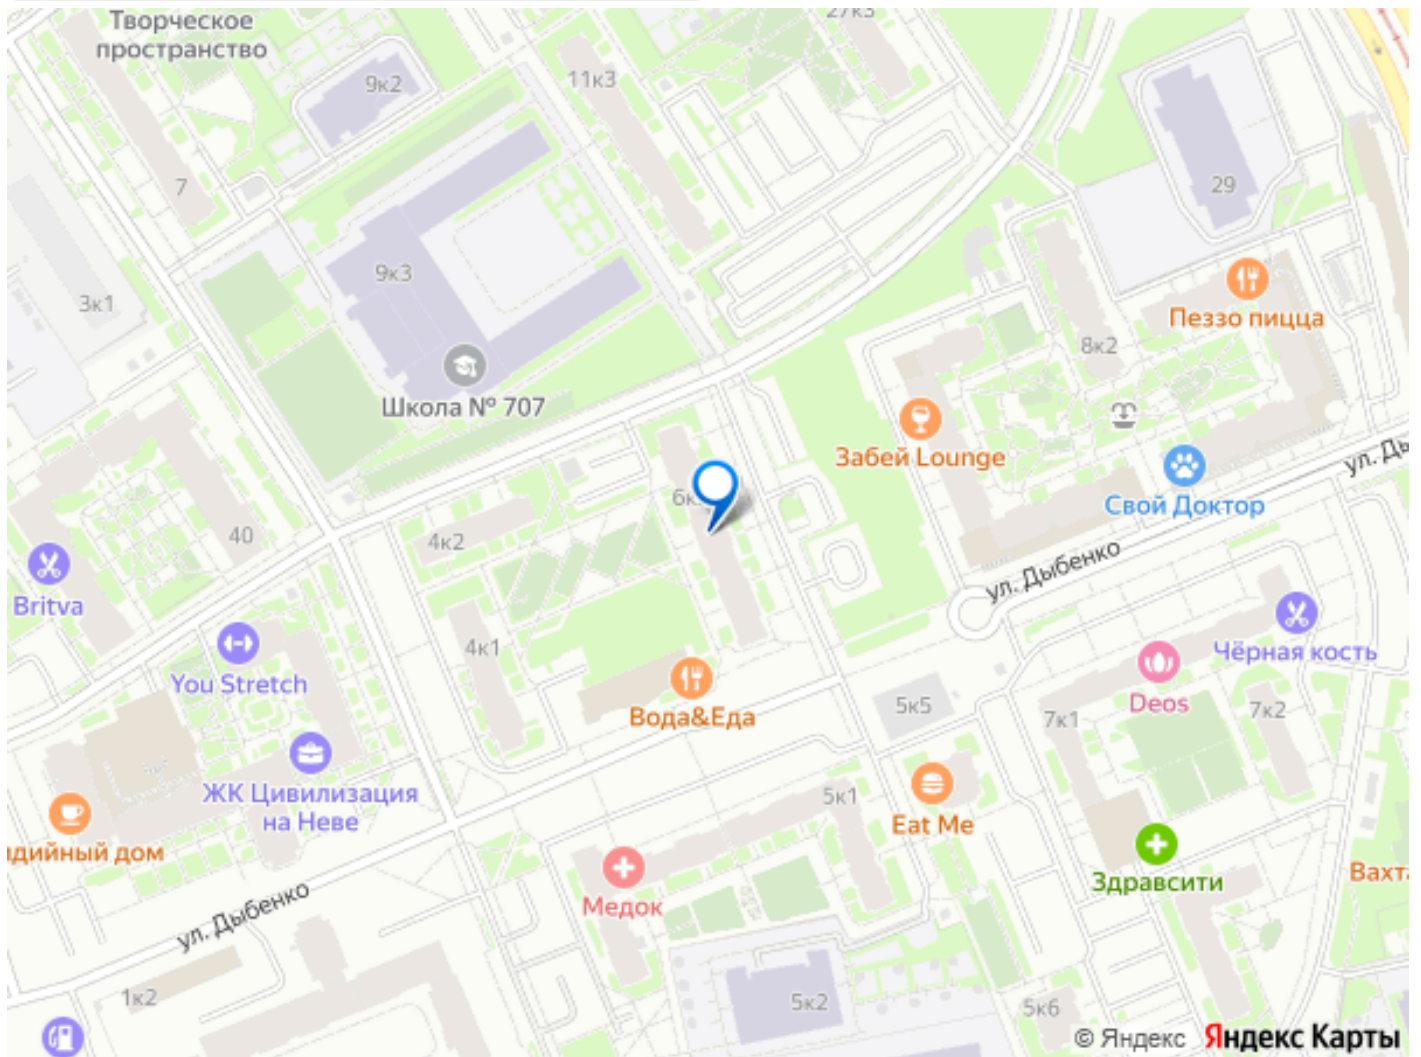 Творческое
пространство
27к3
9к2
11к3
7
29
9к3
3к1
Пеззо пицца
8к2
Школа № 707
Забей Lounge
ул. Ды
Свой Доктор
6к
40
4к2
ул. Дыбенко
Britva
You Stretch
4к1
Чёрная кость
Deos
Вода&Еда
5к5
7к1
7к2
ЖК Цивилизация
на Неве
5к1
Eat Me
дийный дом
Здравсити
Вахта
Медок
ул. Дыбенко
1к2
5к2
5к6
© Яндекс Яндекс Карты